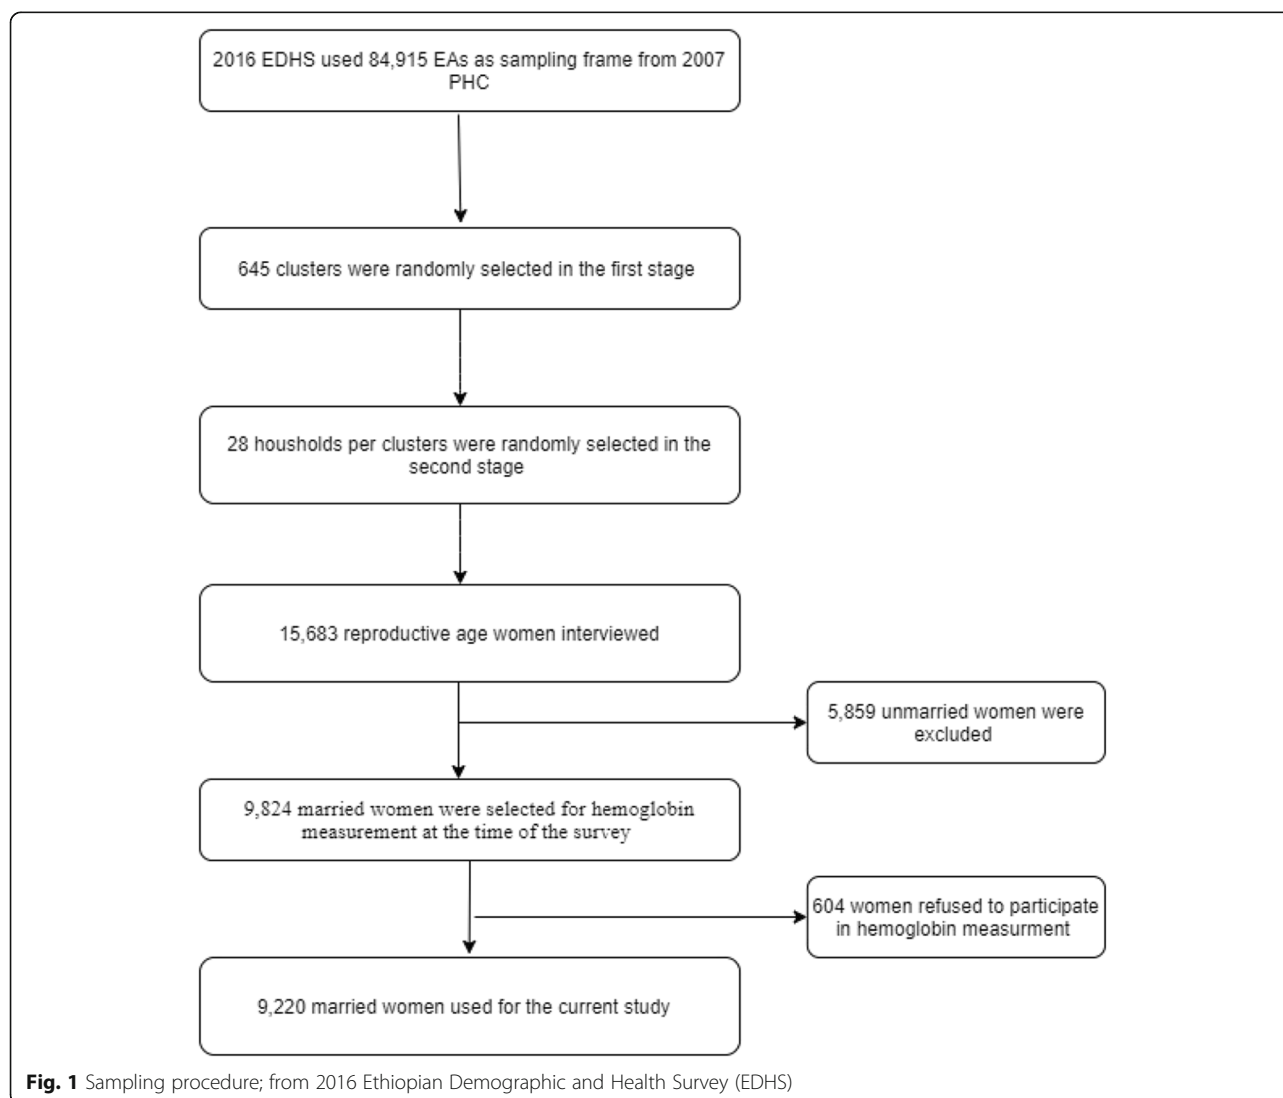 2016 EDHS used 84,915 EAs as sampling frame from 2007
PHC
645 clusters were randomly selected in the first stage
28 housholds per clusters were randomly selected in the
second stage
15,683 reproductive age women interviewed
5,859 unmarried women were
excluded
9,824 married women were selected for hemoglobin
measurement at the time of the survey
604 women refused to participate
in hemoglobin measurment
9,220 married women used for the current study
Fig. 1 Sampling procedure; from 2016 Ethiopian Demographic and Health Survey (EDHS)